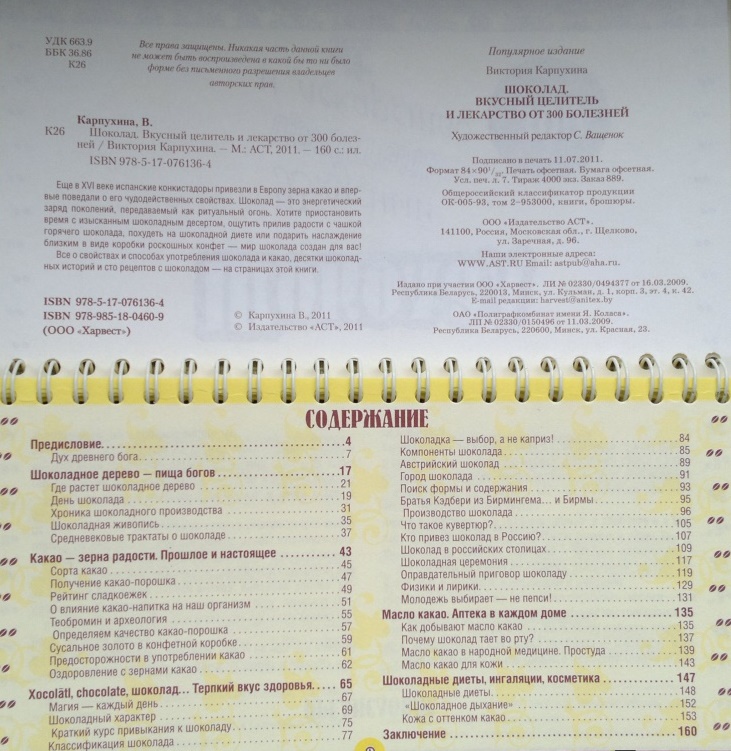 УДК 663.9
ББК 36.86
К26
Все права защищены. Никакая часть данной книги
не может быть воспроизведена в какой бы то ни было
форме без письменного разрешения владельцев
авторских прав.
Карпухина, В.
К26 Шоколад. Вкусный целитель и лекарство от 300 болез-
ней / Виктория Карпухина. — М.: АСТ, 2011. — 160 с.: ил.
ISBN 978-5-17-076136-4
Еще в XVI веке испанские конкистадоры привезли в Европу зерна какао и впер-
вые поведали о его чудодейственных свойствах. Шоколад — это энергетический
заряд поколений, передаваемый как ритуальный огонь. Хотите приостановить
время с изысканным шоколадным десертом, ощутить прилив радости с чашкой
горячего шоколада, похудеть на шоколадной диете или подарить наслаждение
близким в виде коробки роскошных конфет — мир шоколада создан для вас!
Все о свойствах и способах употребления шоколада и какао, десятки шоколад-
ных историй и сто рецептов с шоколадом — на страницах этой книги.
ISBN 978-5-17-076136-4
ISBN 978-985-18-0460-9
(ООО «Харвест»)
© Карпухина В., 2011
© Издательство «АСТ», 2011
Популярное издание
Виктория Карпухина
ШОКОЛАД.
ВКУСНЫЙ ЦЕЛИТЕЛЬ
И ЛЕКАРСТВО ОТ 300 БОЛЕЗНЕЙ
Художественный редактор С. Ващенок
Подписано в печать 11.07.2011.
Формат 84×90¹/₃₂. Печать офсетная. Бумага офсетная.
Усл. печ. л. 7. Тираж 4000 экз. Заказ 889.
Общероссийский классификатор продукции
ОК-005-93, том 2–953000, книги, брошюры.
ООО «Издательство АСТ».
141100, Россия, Московская обл., г. Щелково,
ул. Заречная, д. 96.
Наши электронные адреса:
WWW.AST.RU Email: astpub@aha.ru.
Издано при участии ООО «Харвест». ЛИ № 02330/0494377 от 16.03.2009.
Республика Беларусь, 220013, Минск, ул. Кульман, д. 1, корп. 3, эт. 4, к. 42.
E-mail редакции: harvest@anitex.by
ОАО «Полиграфкомбинат имени Я. Коласа».
ЛП № 02330/0150496 от 11.03.2009.
Республика Беларусь, 220600, Минск, ул. Красная, 23.
СОДЕРЖАНИЕ
Предисловие 4
Дух древнего бога 7
Шоколадное дерево — пища богов 17
Где растет шоколадное дерево 21
День шоколада 19
Хроника шоколадного производства 31
Шоколадная живопись 35
Средневековые трактаты о шоколаде 37
Какао — зерна радости. Прошлое и настоящее 43
Сорта какао 45
Получение какао-порошка 47
Рейтинг сладкоежек 49
О влияние какао-напитка на наш организм 51
Теобромин и археология 55
Определяем качество какао-порошка 57
Сусальное золото в конфетной коробке 59
Предосторожности в употреблении какао 61
Оздоровление с зернами какао 62
Xocolātl, chocolate, шоколад... Терпкий вкус здоровья. 65
Магия — каждый день 67
Шоколадный характер 69
Краткий курс привыкания к шоколаду 75
Классификация шоколада 77
Шоколадка — выбор, а не каприз! 84
Компоненты шоколада 85
Австрийский шоколад 89
Город шоколада 91
Поиск формы и содержания 93
Братья Кэдбери из Бирмингема... и Бирмы 95
Производство шоколада 96
Что такое кувертюр? 105
Кто привез шоколад в Россию? 107
Шоколад в российских столицах 109
Шоколадная церемония 117
Оправдательный приговор шоколаду 119
Физики и лирики 129
Молодежь выбирает — не пепси! 131
Масло какао. Аптека в каждом доме 135
Как добывают масло какао 135
Почему шоколад тает во рту? 137
Масло какао в народной медицине. Простуда 139
Масло какао для кожи 143
Шоколадные диеты, ингаляции, косметика 147
Шоколадные диеты 148
«Шоколадное дыхание» 152
Кожа с оттенком какао 153
Заключение 160